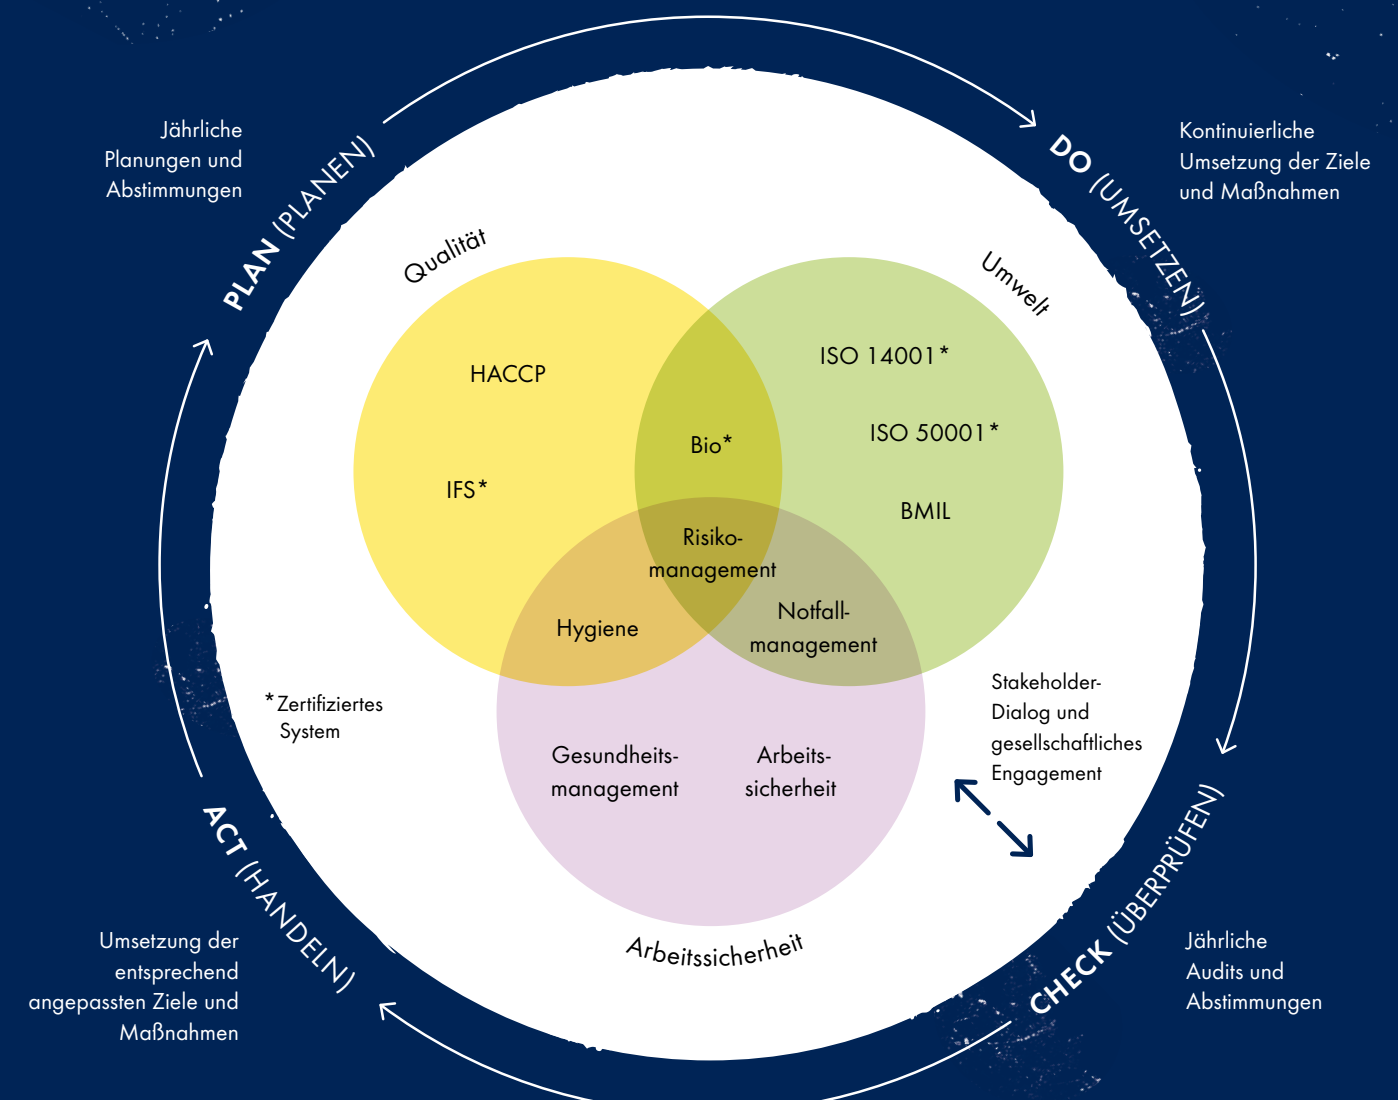 Jährliche
Planungen und
Abstimmungen
PLAN (PLANEN)
DO (UMSETZEN)
Kontinuierliche
Umsetzung der Ziele
und Maßnahmen
Qualität
Umwelt
HACCP
IFS*
Bio*
ISO 14001*
ISO 50001*
BMIL
Risiko-
management
Hygiene
Notfall-
management
*Zertifiziertes
System
Gesundheits-
management
Arbeits-
sicherheit
Stakeholder-
Dialog und
gesellschaftliches
Engagement
Arbeitssicherheit
ACT (HANDELN)
CHECK (ÜBERPRÜFEN)
Umsetzung der
entsprechend
angepassten Ziele und
Maßnahmen
Jährliche
Audits und
Abstimmungen